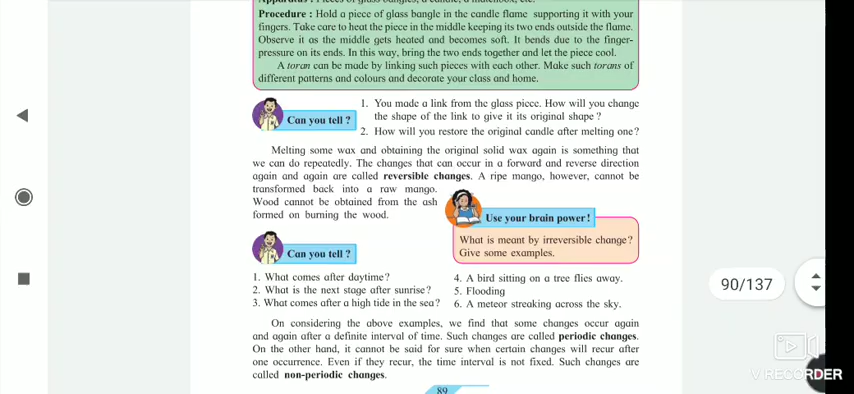 Apparatus : Pieces of glass bangles, a candle, a matchbox, etc.
Procedure : Hold a piece of glass bangle in the candle flame supporting it with your
fingers. Take care to heat the piece in the middle keeping its two ends outside the flame.
Observe it as the middle gets heated and becomes soft. It bends due to the finger-
pressure on its ends. In this way, bring the two ends together and let the piece cool.
A toran can be made by linking such pieces with each other. Make such torans of
different patterns and colours and decorate your class and home.
Can you tell ?
1. You made a link from the glass piece. How will you change
the shape of the link to give it its original shape ?
2. How will you restore the original candle after melting one?
Melting some wax and obtaining the original solid wax again is something that
we can do repeatedly. The changes that can occur in a forward and reverse direction
again and again are called reversible changes. A ripe mango, however, cannot be
transformed back into a raw mango.
Wood cannot be obtained from the ash
formed on burning the wood.
Use your brain power!
What is meant by irreversible change?
Give some examples.
Can you tell ?
1. What comes after daytime?
2. What is the next stage after sunrise?
3. What comes after a high tide in the sea?
4. A bird sitting on a tree flies away.
5. Flooding
6. A meteor streaking across the sky.
On considering the above examples, we find that some changes occur again
and again after a definite interval of time. Such changes are called periodic changes.
On the other hand, it cannot be said for sure when certain changes will recur after
one occurrence. Even if they recur, the time interval is not fixed. Such changes are
called non-periodic changes.
89
90/137
V RECORDER